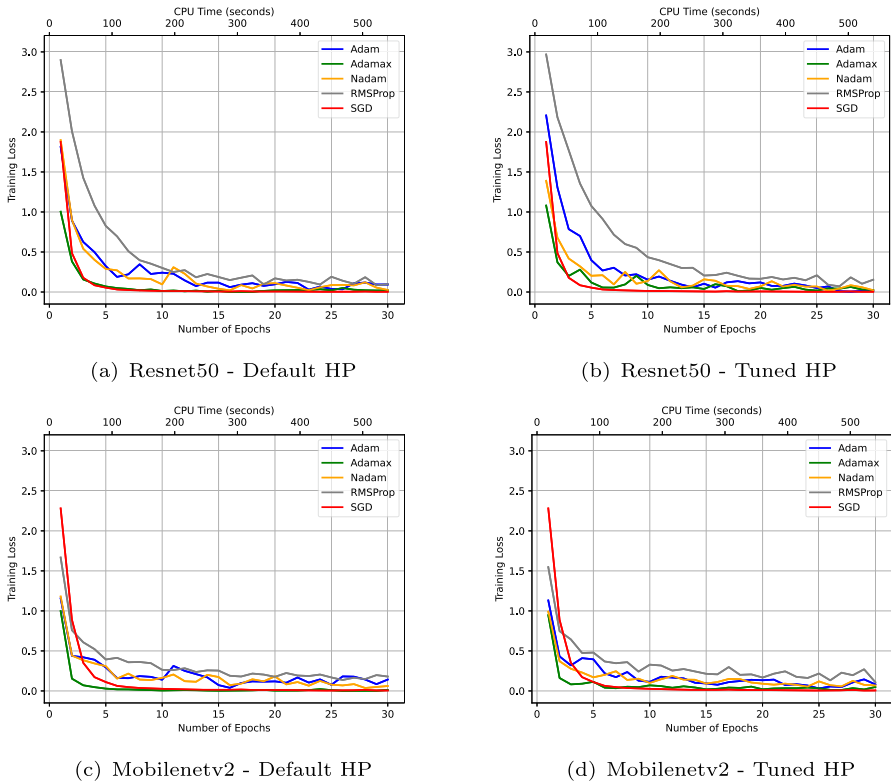 CPU Time (seconds)
0 100 200 300 400 500
3.0
2.5
2.0
1.5
1.0
0.5
0.0
Training Loss
Adam
Adamax
Nadam
RMSProp
SGD
0 5 10 15 20 25 30
Number of Epochs
(a) Resnet50 - Default HP
CPU Time (seconds)
0 100 200 300 400 500
3.0
2.5
2.0
1.5
1.0
0.5
0.0
Training Loss
Adam
Adamax
Nadam
RMSProp
SGD
0 5 10 15 20 25 30
Number of Epochs
(b) Resnet50 - Tuned HP
CPU Time (seconds)
0 100 200 300 400 500
3.0
2.5
2.0
1.5
1.0
0.5
0.0
Training Loss
Adam
Adamax
Nadam
RMSProp
SGD
0 5 10 15 20 25 30
Number of Epochs
(c) Mobilenetv2 - Default HP
CPU Time (seconds)
0 100 200 300 400 500
3.0
2.5
2.0
1.5
1.0
0.5
0.0
Training Loss
Adam
Adamax
Nadam
RMSProp
SGD
0 5 10 15 20 25 30
Number of Epochs
(d) Mobilenetv2 - Tuned HP